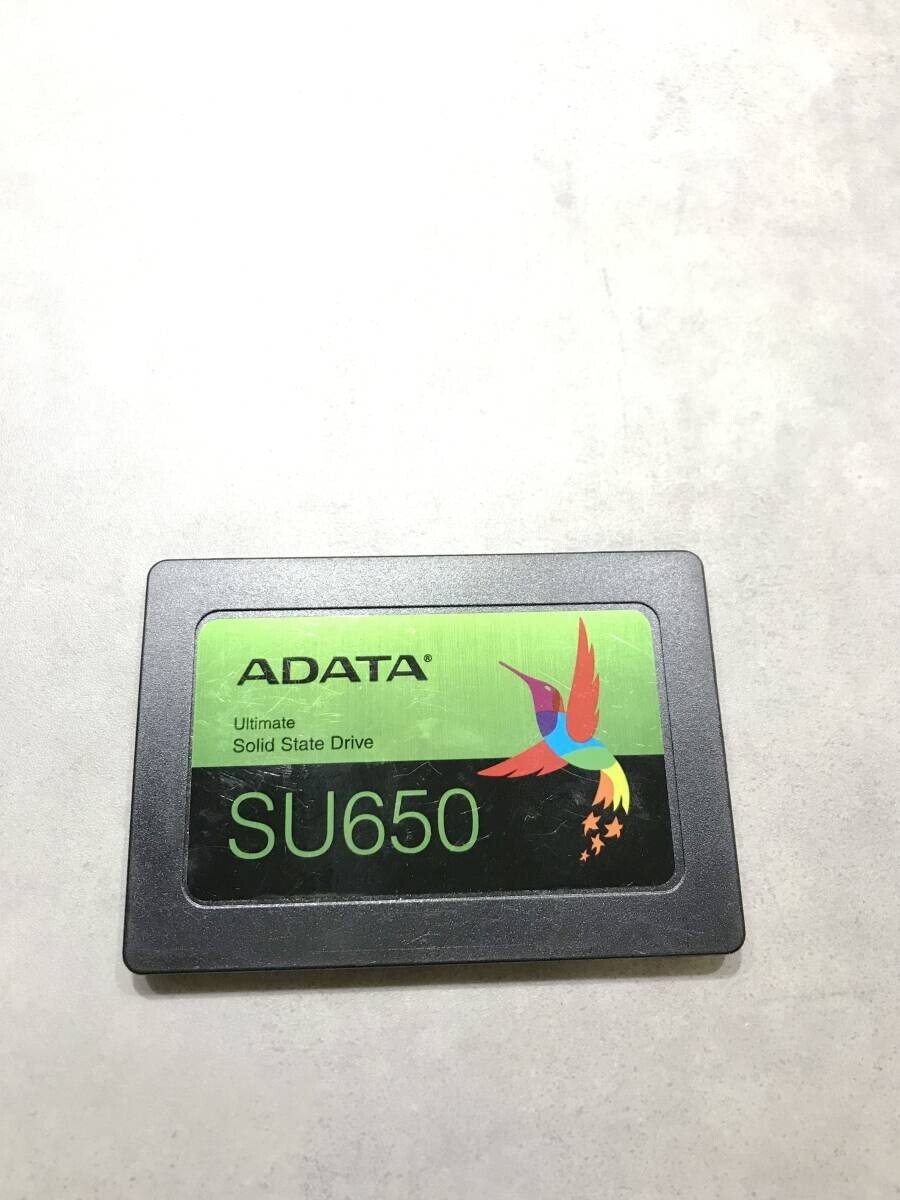 ADATA®
Ultimate
Solid State Drive
SU650